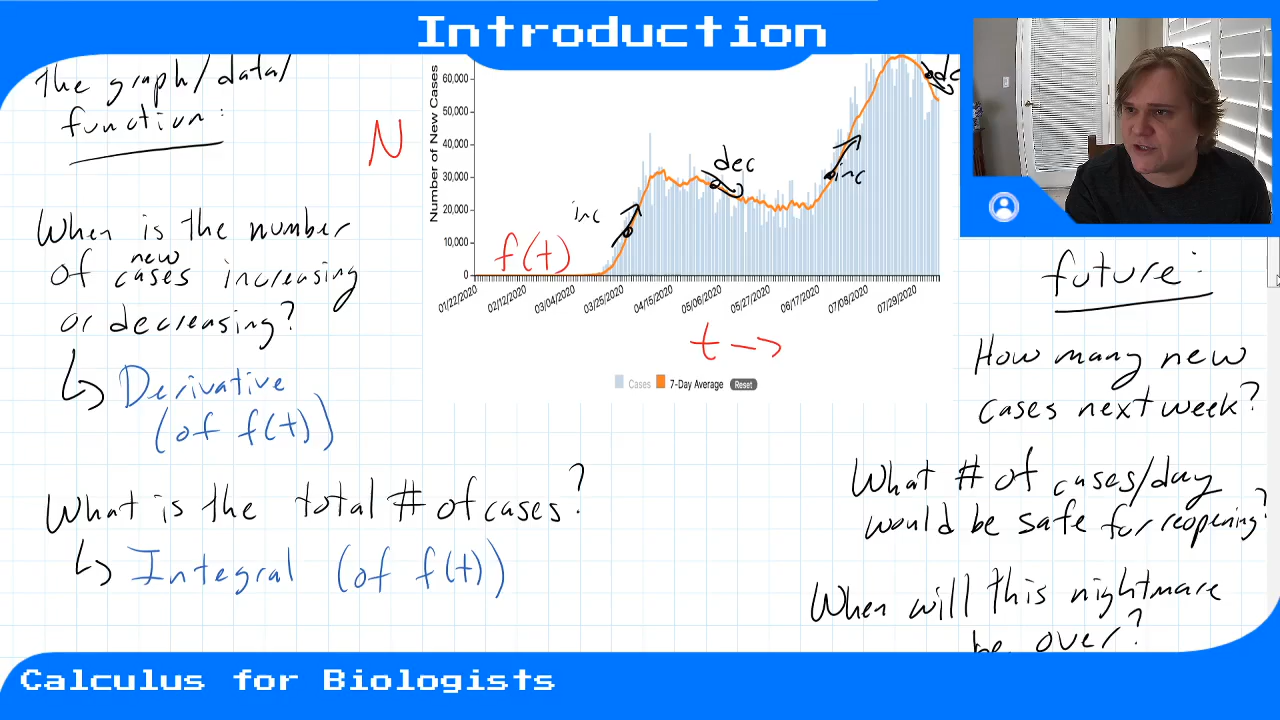 Introduction
the graph/data/
function:
N
When is the number
of new cases increasing
or decreasing?
↳ Derivative
(of f(t))
What is the total # of cases?
↳ Integral (of f(t))
Number of New Cases
60,000
50,000
40,000
30,000
20,000
10,000
0
01/22/2020
02/12/2020
03/04/2020
03/25/2020
04/15/2020
05/06/2020
05/27/2020
06/17/2020
07/08/2020
07/29/2020
f(t)
inc
dec
inc
dec
t →
Cases 7-Day Average Reset
future:
How many new
cases next week?
What # of cases/day
would be safe for reopening?
When will this nightmare
be over?
Calculus for Biologists